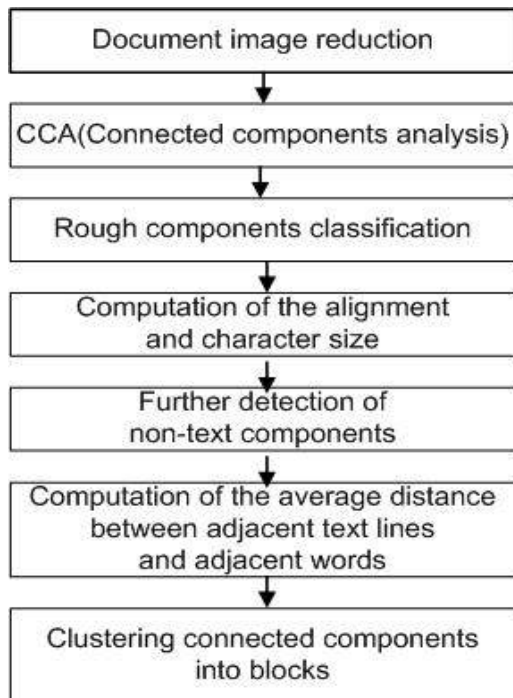 Document image reduction
CCA(Connected components analysis)
Rough components classification
Computation of the alignment
and character size
Further detection of
non-text components
Computation of the average distance
between adjacent text lines
and adjacent words
Clustering connected components
into blocks